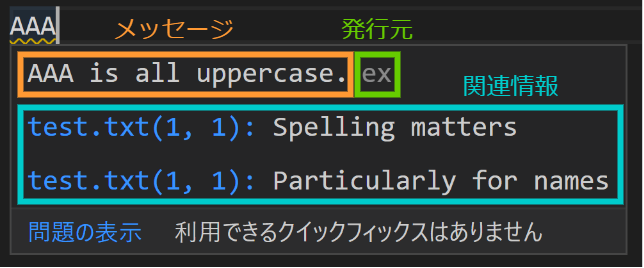 AAA メッセージ 発行元
AAA is all uppercase. ex
関連情報
test.txt(1, 1): Spelling matters
test.txt(1, 1): Particularly for names
問題の表示 利用できるクイックフィックスはありません